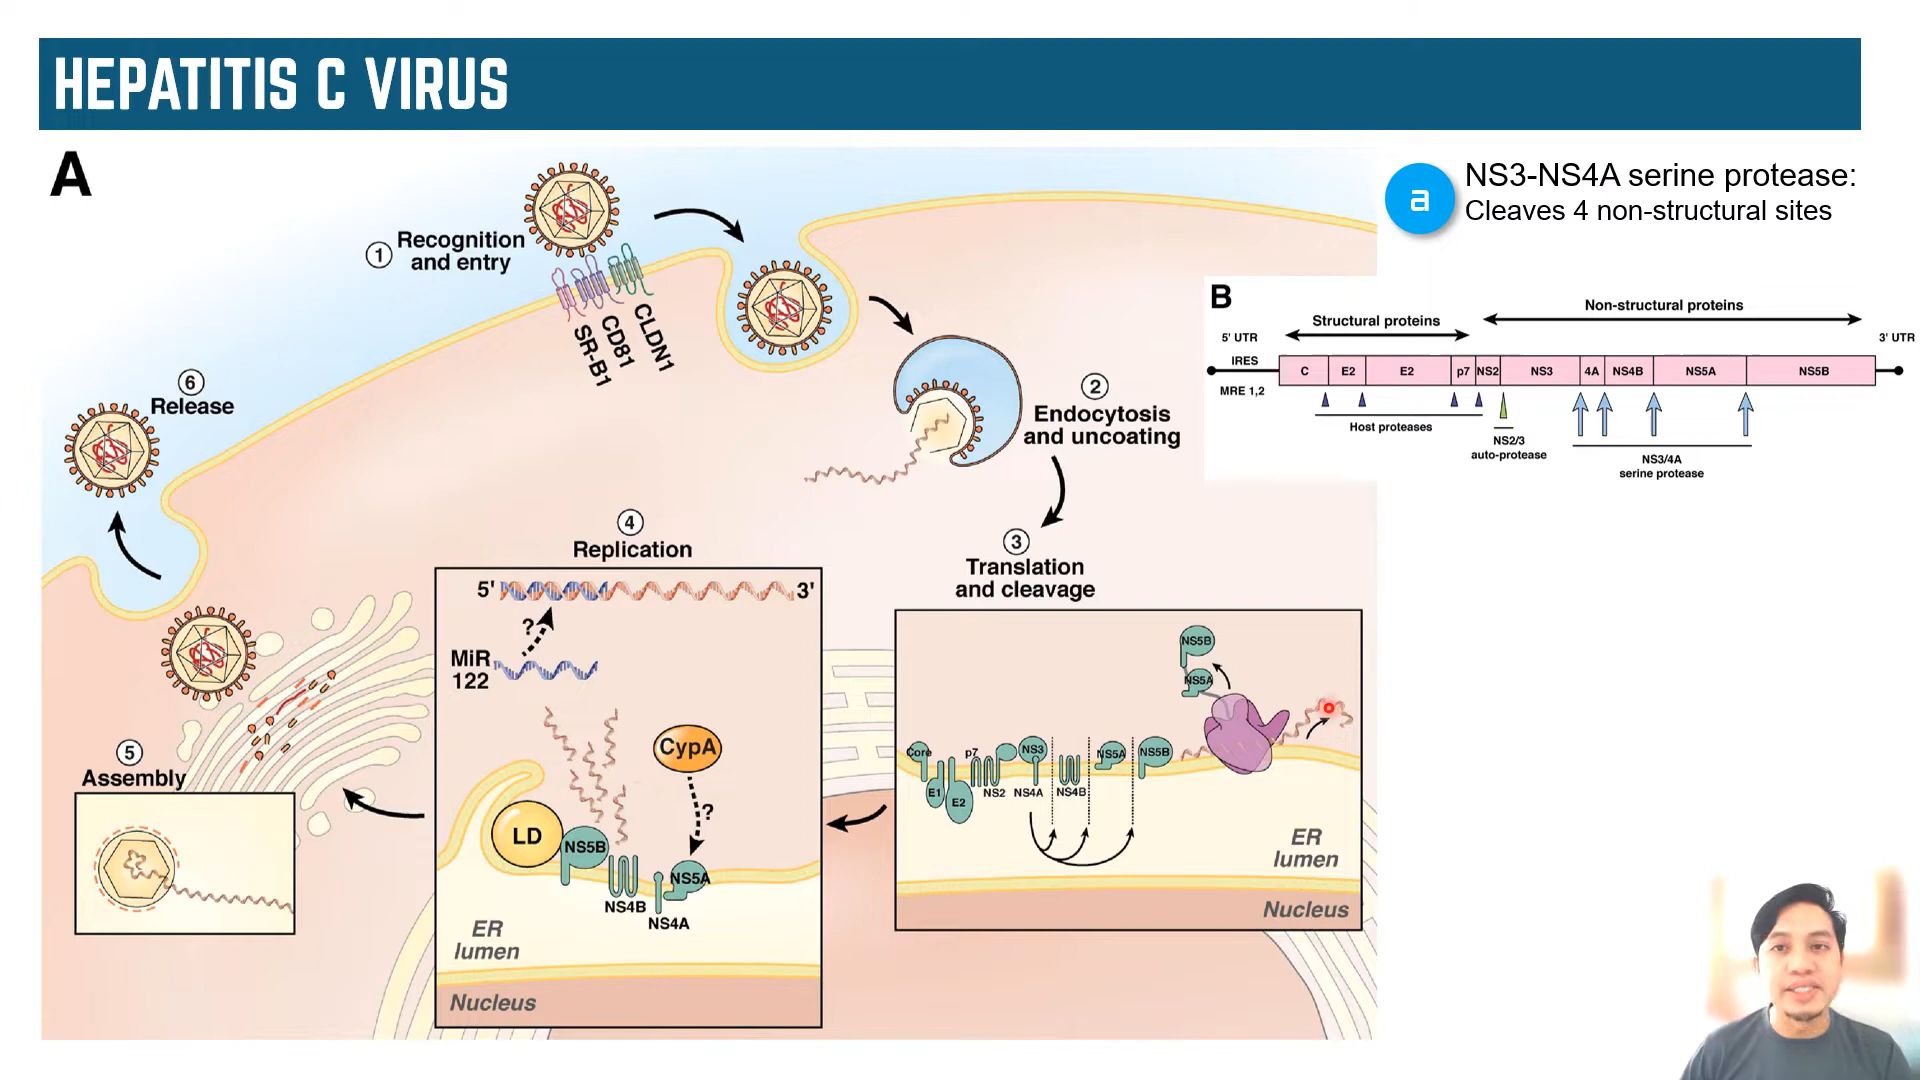 HEPATITIS C VIRUS
A
1
Recognition
and entry
SR-B1
CD81
CLDN1
2
Endocytosis
and uncoating
3
Translation
and cleavage
NS5B
NS5A
Core
E1
E2
p7
NS2
NS3
NS4A
NS4B
NS5A
NS5B
ER
lumen
Nucleus
4
Replication
5'
3'
?
MiR
122
CypA
?
LD
NS5B
NS4B
NS4A
NS5A
ER
lumen
Nucleus
5
Assembly
6
Release
a
NS3-NS4A serine protease:
Cleaves 4 non-structural sites
B
Structural proteins
Non-structural proteins
5' UTR
3' UTR
IRES
MRE 1,2
C E2 E2 p7 NS2 NS3 4A NS4B NS5A NS5B
Host proteases
NS2/3
auto-protease
NS3/4A
serine protease